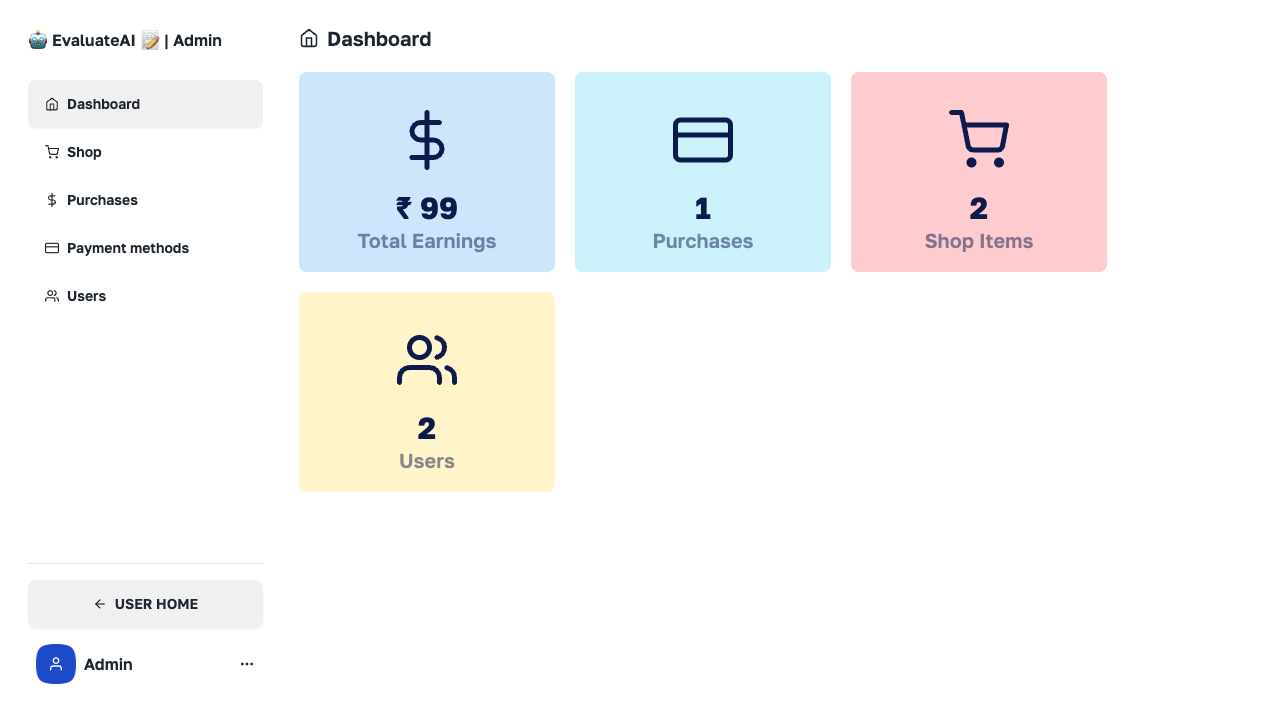 🤖 EvaluateAI 📝 | Admin
Dashboard
Shop
Purchases
Payment methods
Users
← USER HOME
Admin
Dashboard
₹ 99
Total Earnings
1
Purchases
2
Shop Items
2
Users